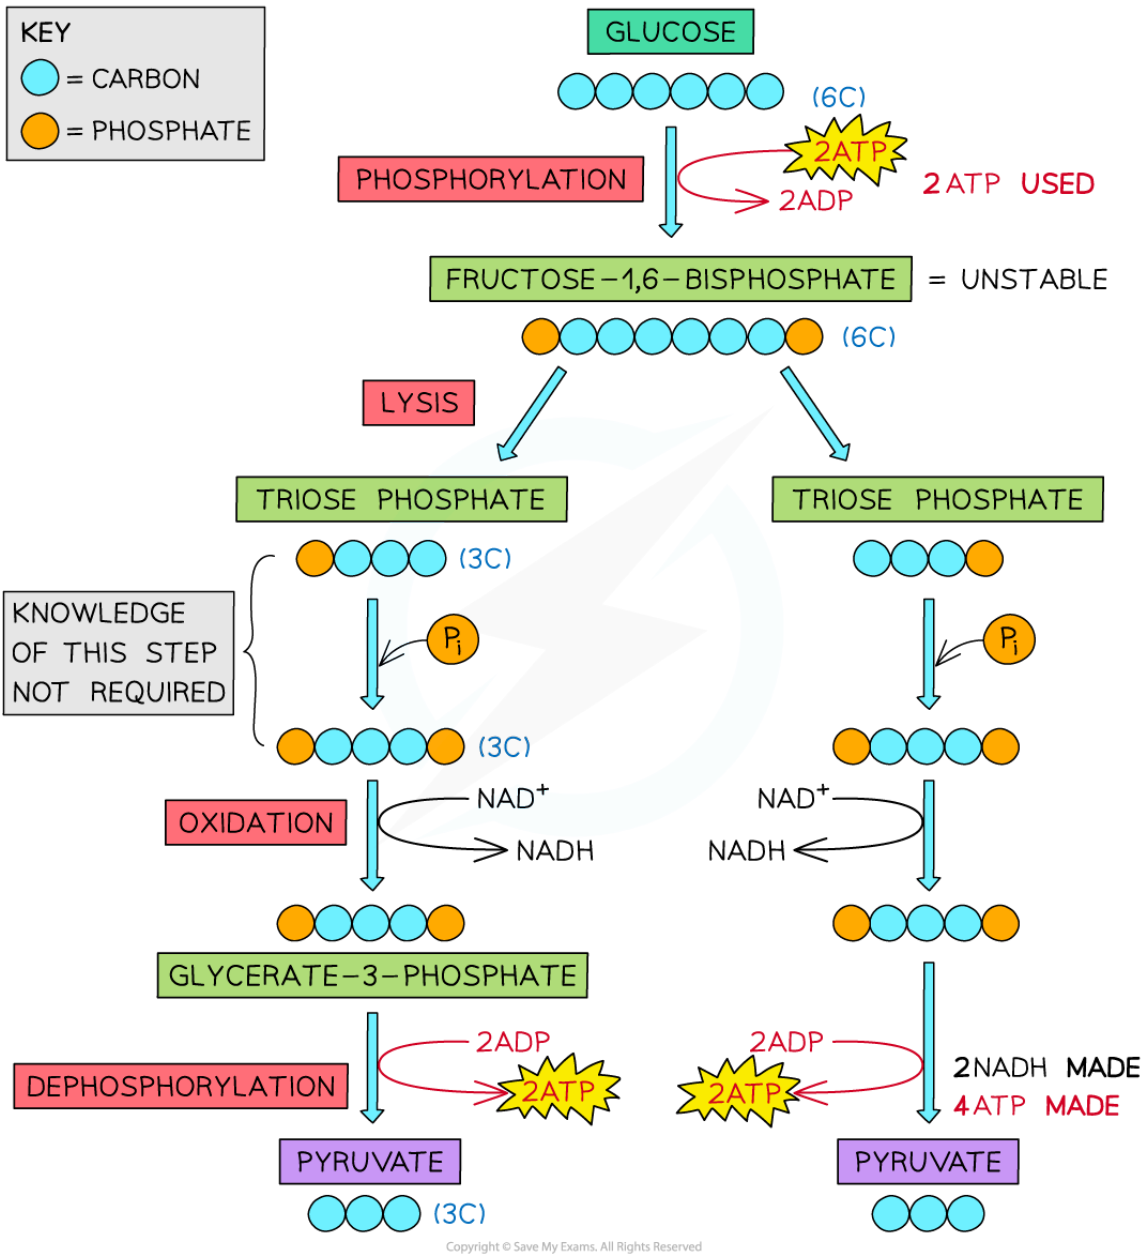 KEY
= CARBON
= PHOSPHATE
GLUCOSE
(6C)
PHOSPHORYLATION
2ATP
2ADP
2 ATP USED
FRUCTOSE-1,6-BISPHOSPHATE = UNSTABLE
(6C)
LYSIS
TRIOSE PHOSPHATE
TRIOSE PHOSPHATE
(3C)
KNOWLEDGE
OF THIS STEP
NOT REQUIRED
Pi
Pi
(3C)
OXIDATION
NAD+
NADH
NAD+
NADH
GLYCERATE-3-PHOSPHATE
DEPHOSPHORYLATION
2ADP
2ATP
2ADP
2ATP
2NADH MADE
4ATP MADE
PYRUVATE
PYRUVATE
(3C)
Copyright © Save My Exams. All Rights Reserved